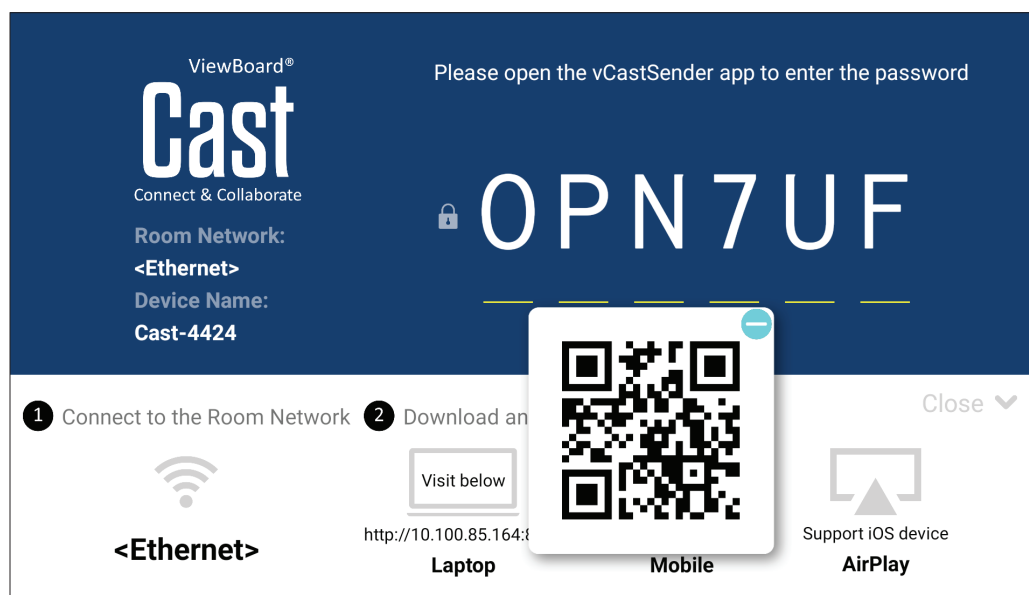 ViewBoard®
Cast
Connect & Collaborate
Room Network:
<Ethernet>
Device Name:
Cast-4424
Please open the vCastSender app to enter the password
OPN7UF
1 Connect to the Room Network
<Ethernet>
2 Download an
Visit below
http://10.100.85.164:8
Laptop
Mobile
Close
Support iOS device
AirPlay